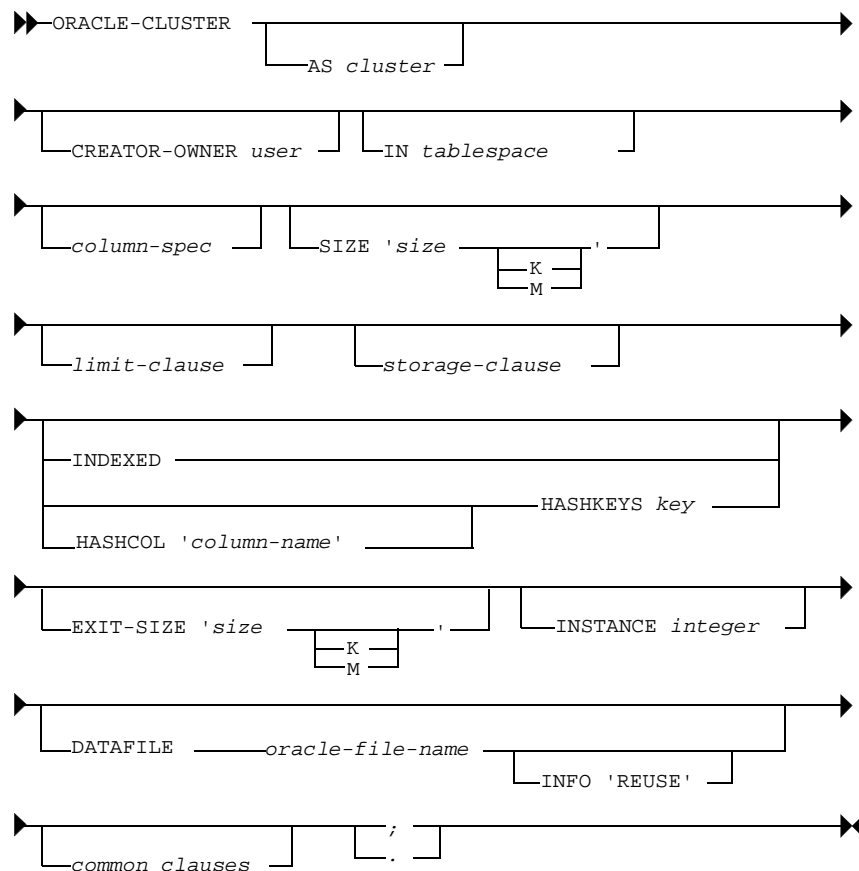 ORACLE-CLUSTER
AS cluster
CREATOR-OWNER user IN tablespace
column-spec SIZE 'size '
K
M
limit-clause storage-clause
INDEXED
HASHKEYS key
HASHCOL 'column-name'
EXIT-SIZE 'size ' INSTANCE integer
K
M
DATAFILE oracle-file-name
INFO 'REUSE'
;
common clauses .